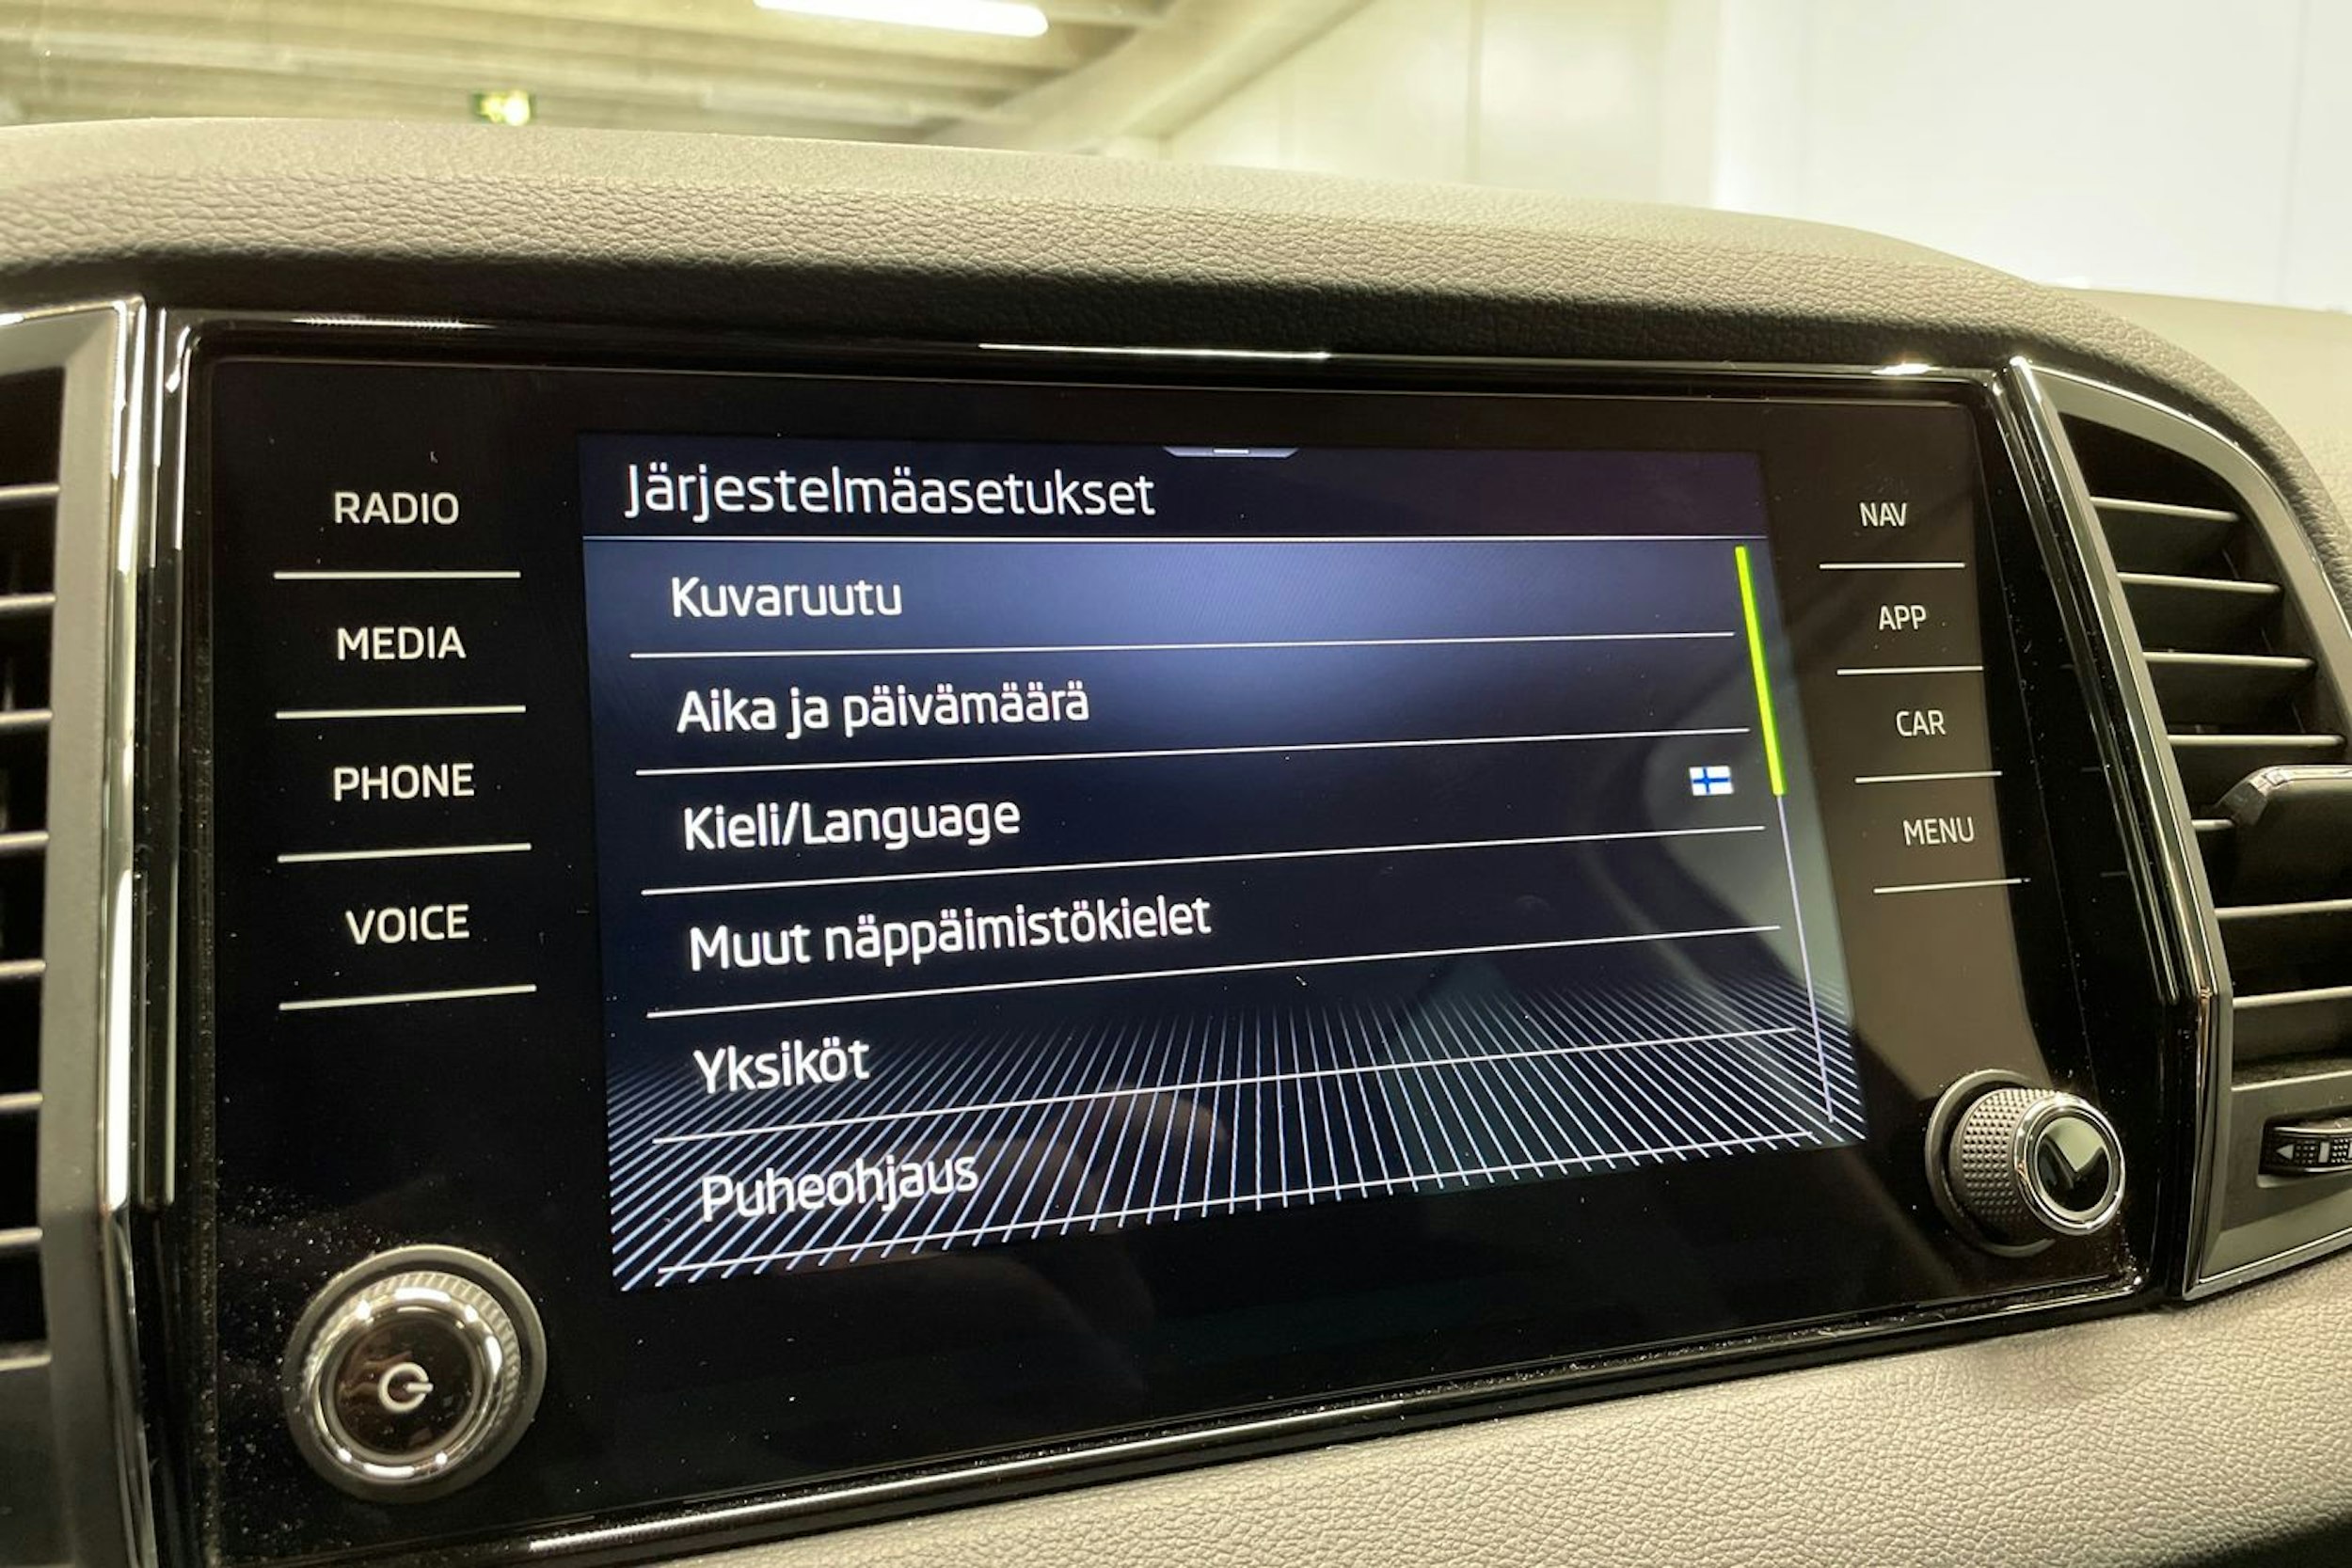 RADIO
MEDIA
PHONE
VOICE
Järjestelmäasetukset
Kuvaruutu
Aika ja päivämäärä
Kieli/Language
Muut näppäimistökielet
Yksiköt
Puheohjaus
NAV
APP
CAR
MENU